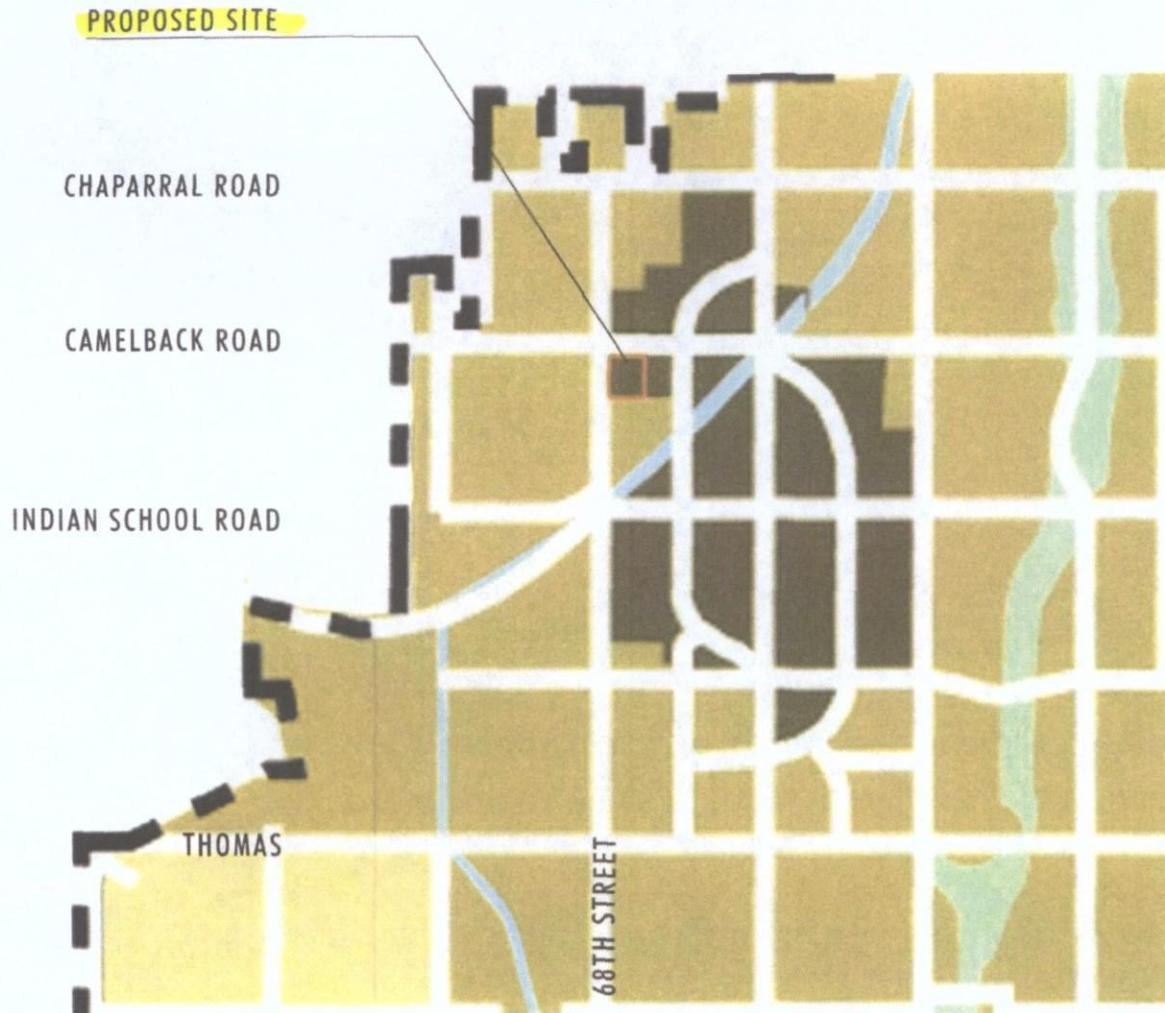 PROPOSED SITE
CHAPARRAL ROAD
CAMELBACK ROAD
INDIAN SCHOOL ROAD
THOMAS
68TH STREET